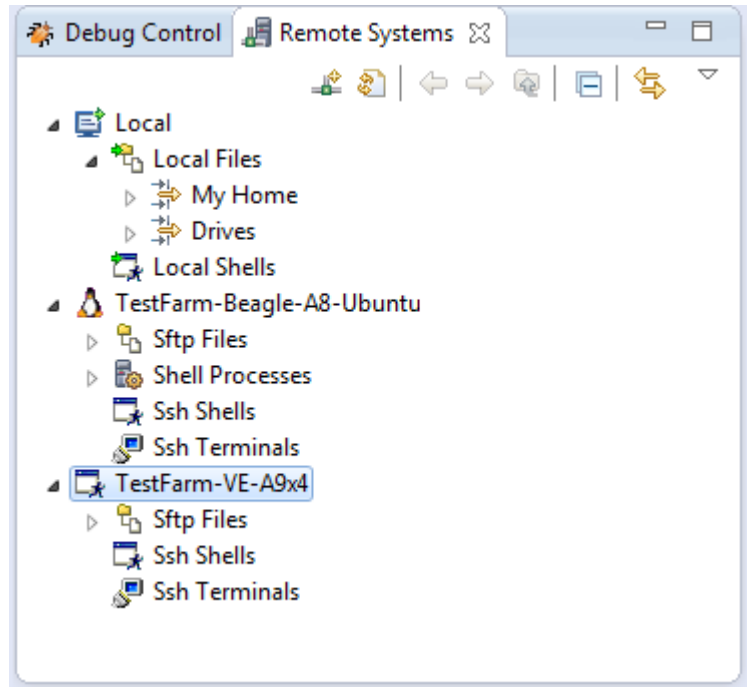 Debug Control Remote Systems
Local
Local Files
My Home
Drives
Local Shells
TestFarm-Beagle-A8-Ubuntu
Sftp Files
Shell Processes
Ssh Shells
Ssh Terminals
TestFarm-VE-A9x4
Sftp Files
Ssh Shells
Ssh Terminals